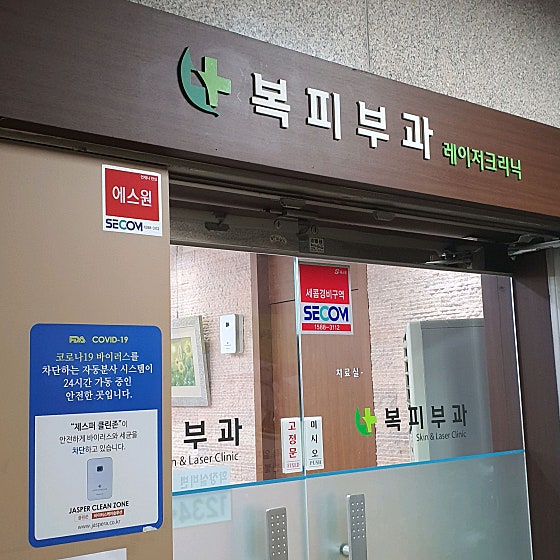 복피부과 레이저크리닉
에스원
SECOM 1588-3112
세콤경비구역
SECOM
1588-3112
FDA COVID-19
코로나19 바이러스를
차단하는 자동분사 시스템이
24시간 가동 중인
안전한 곳입니다.
"재스퍼 클린존"이
안전하게 바이러스와 세균을
차단하고 있습니다.
JASPER CLEAN ZONE
www.jaspera.co.kr
치료실
부과
n & Laser Clinic
고정문
FIXED
미시오
PUSH
복피부과
Skin & Laser Clinic